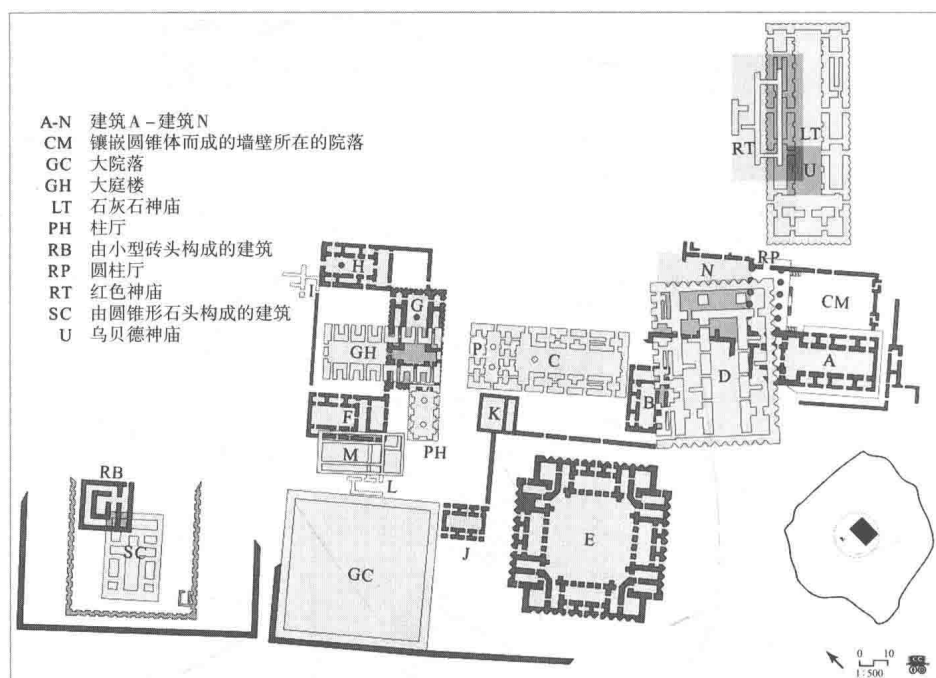 A-N 建筑A－建筑N
CM 镶嵌圆锥体而成的墙壁所在的院落
GC 大院落
GH 大庭楼
LT 石灰石神庙
PH 柱厅
RB 由小型砖头构成的建筑
RP 圆柱厅
RT 红色神庙
SC 由圆锥形石头构成的建筑
U 乌贝德神庙
LT
RT
U
H
I
G
GH
F
M
L
PH
P
C
K
B
N
RP
D
CM
A
RB
SC
GC
J
E
0 10
1:500
CC